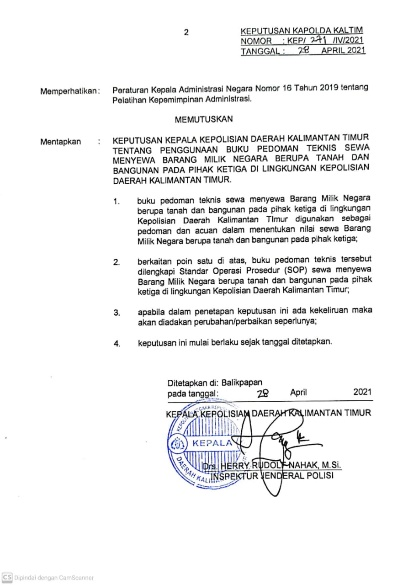 2
KEPUTUSAN KAPOLDA KALTIM
NOMOR : KEP/ 271 /IV/2021
TANGGAL : 28 APRIL 2021
Memperhatikan : Peraturan Kepala Administrasi Negara Nomor 16 Tahun 2019 tentang
Pelatihan Kepemimpinan Administrasi.
MEMUTUSKAN
Mentapkan : KEPUTUSAN KEPALA KEPOLISIAN DAERAH KALIMANTAN TIMUR
TENTANG PENGGUNAAN BUKU PEDOMAN TEKNIS SEWA
MENYEWA BARANG MILIK NEGARA BERUPA TANAH DAN
BANGUNAN PADA PIHAK KETIGA DI LINGKUNGAN KEPOLISIAN
DAERAH KALIMANTAN TIMUR.
1. buku pedoman teknis sewa menyewa Barang Milik Negara
berupa tanah dan bangunan pada pihak ketiga di lingkungan
Kepolisian Daerah Kalimantan TImur digunakan sebagai
pedoman dan acuan dalam menentukan nilai sewa Barang
Milik Negara berupa tanah dan bangunan pada pihak ketiga;
2. berkaitan poin satu di atas, buku pedoman teknis tersebut
dilengkapi Standar Operasi Prosedur (SOP) sewa menyewa
Barang Milik Negara berupa tanah dan bangunan pada pihak
ketiga di lingkungan Kepolisian Daerah Kalimantan Timur;
3. apabila dalam penetapan keputusan ini ada kekeliruan maka
akan diadakan perubahan/perbaikan seperlunya;
4. keputusan ini mulai berlaku sejak tanggal ditetapkan.
Ditetapkan di: Balikpapan
pada tanggal: 28 April 2021
KEPALA KEPOLISIAN DAERAH KALIMANTAN TIMUR
KEPALA
DAERAH KALIMA
Drs. HERRY RUDOLF NAHAK, M.Si.
INSPEKTUR JENDERAL POLISI
CS Dipindai dengan CamScanner